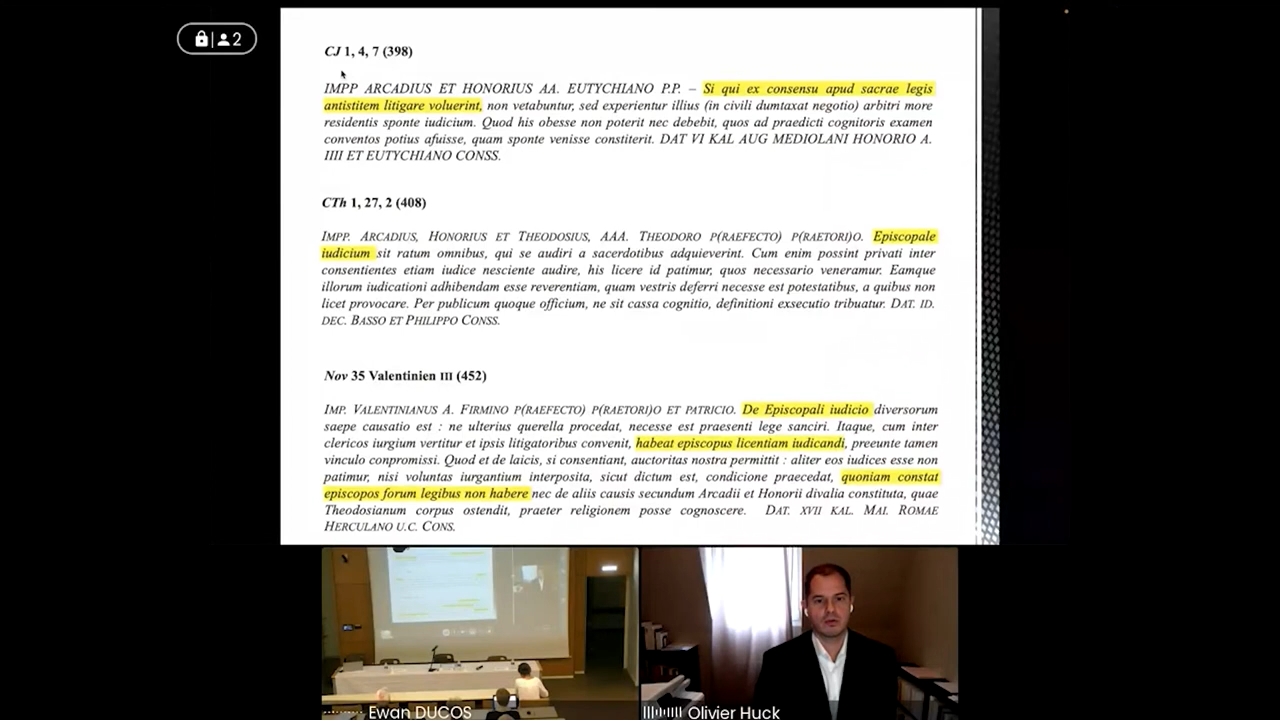 2
CJ 1, 4, 7 (398)
IMPP ARCADIUS ET HONORIUS AA. EUTYCHIANO P.P. – Si qui ex consensu apud sacrae legis
antistitem litigare voluerint, non vetabuntur, sed experientur illius (in civili dumtaxat negotio) arbitri more
residentis sponte iudicium. Quod his obesse non poterit nec debebit, quos ad praedicti cognitoris examen
conventos potius afuisse, quam sponte venisse constiterit. DAT VI KAL AUG MEDIOLANI HONORIO A.
IIII ET EUTYCHIANO CONSS.
CTh 1, 27, 2 (408)
IMPP. ARCADIUS, HONORIUS ET THEODOSIUS, AAA. THEODORO P(RAEFECTO) P(RAETORI)O. Episcopale
iudicium sit ratum omnibus, qui se audiri a sacerdotibus adquieverint. Cum enim possint privati inter
consentientes etiam iudice nesciente audire, his licere id patimur, quos necessario veneramur. Eamque
illorum iudicationi adhibendam esse reverentiam, quam vestris deferri necesse est potestatibus, a quibus non
licet provocare. Per publicum quoque officium, ne sit cassa cognitio, definitioni exsecutio tribuatur. DAT. ID.
DEC. BASSO ET PHILIPPO CONSS.
Nov 35 Valentinien III (452)
IMP. VALENTINIANUS A. FIRMINO P(RAEFECTO) P(RAETORI)O ET PATRICIO. De Episcopali iudicio diversorum
saepe causatio est : ne ulterius querella procedat, necesse est praesenti lege sanciri. Itaque, cum inter
clericos iurgium vertitur et ipsis litigatoribus convenit, habeat episcopus licentiam iudicandi, preeunte tamen
vinculo conpromissi. Quod et de laicis, si consentiant, auctoritas nostra permittit : aliter eos iudices esse non
patimur, nisi voluntas iurgantium interposita, sicut dictum est, condicione praecedat, quoniam constat
episcopos forum legibus non habere nec de aliis causis secundum Arcadii et Honorii divalia constituta, quae
Theodosianum corpus ostendit, praeter religionem posse cognoscere. DAT. XVII KAL. MAI. ROMAE
HERCULANO U.C. CONS.
Ewan DUCOS
Olivier Huck